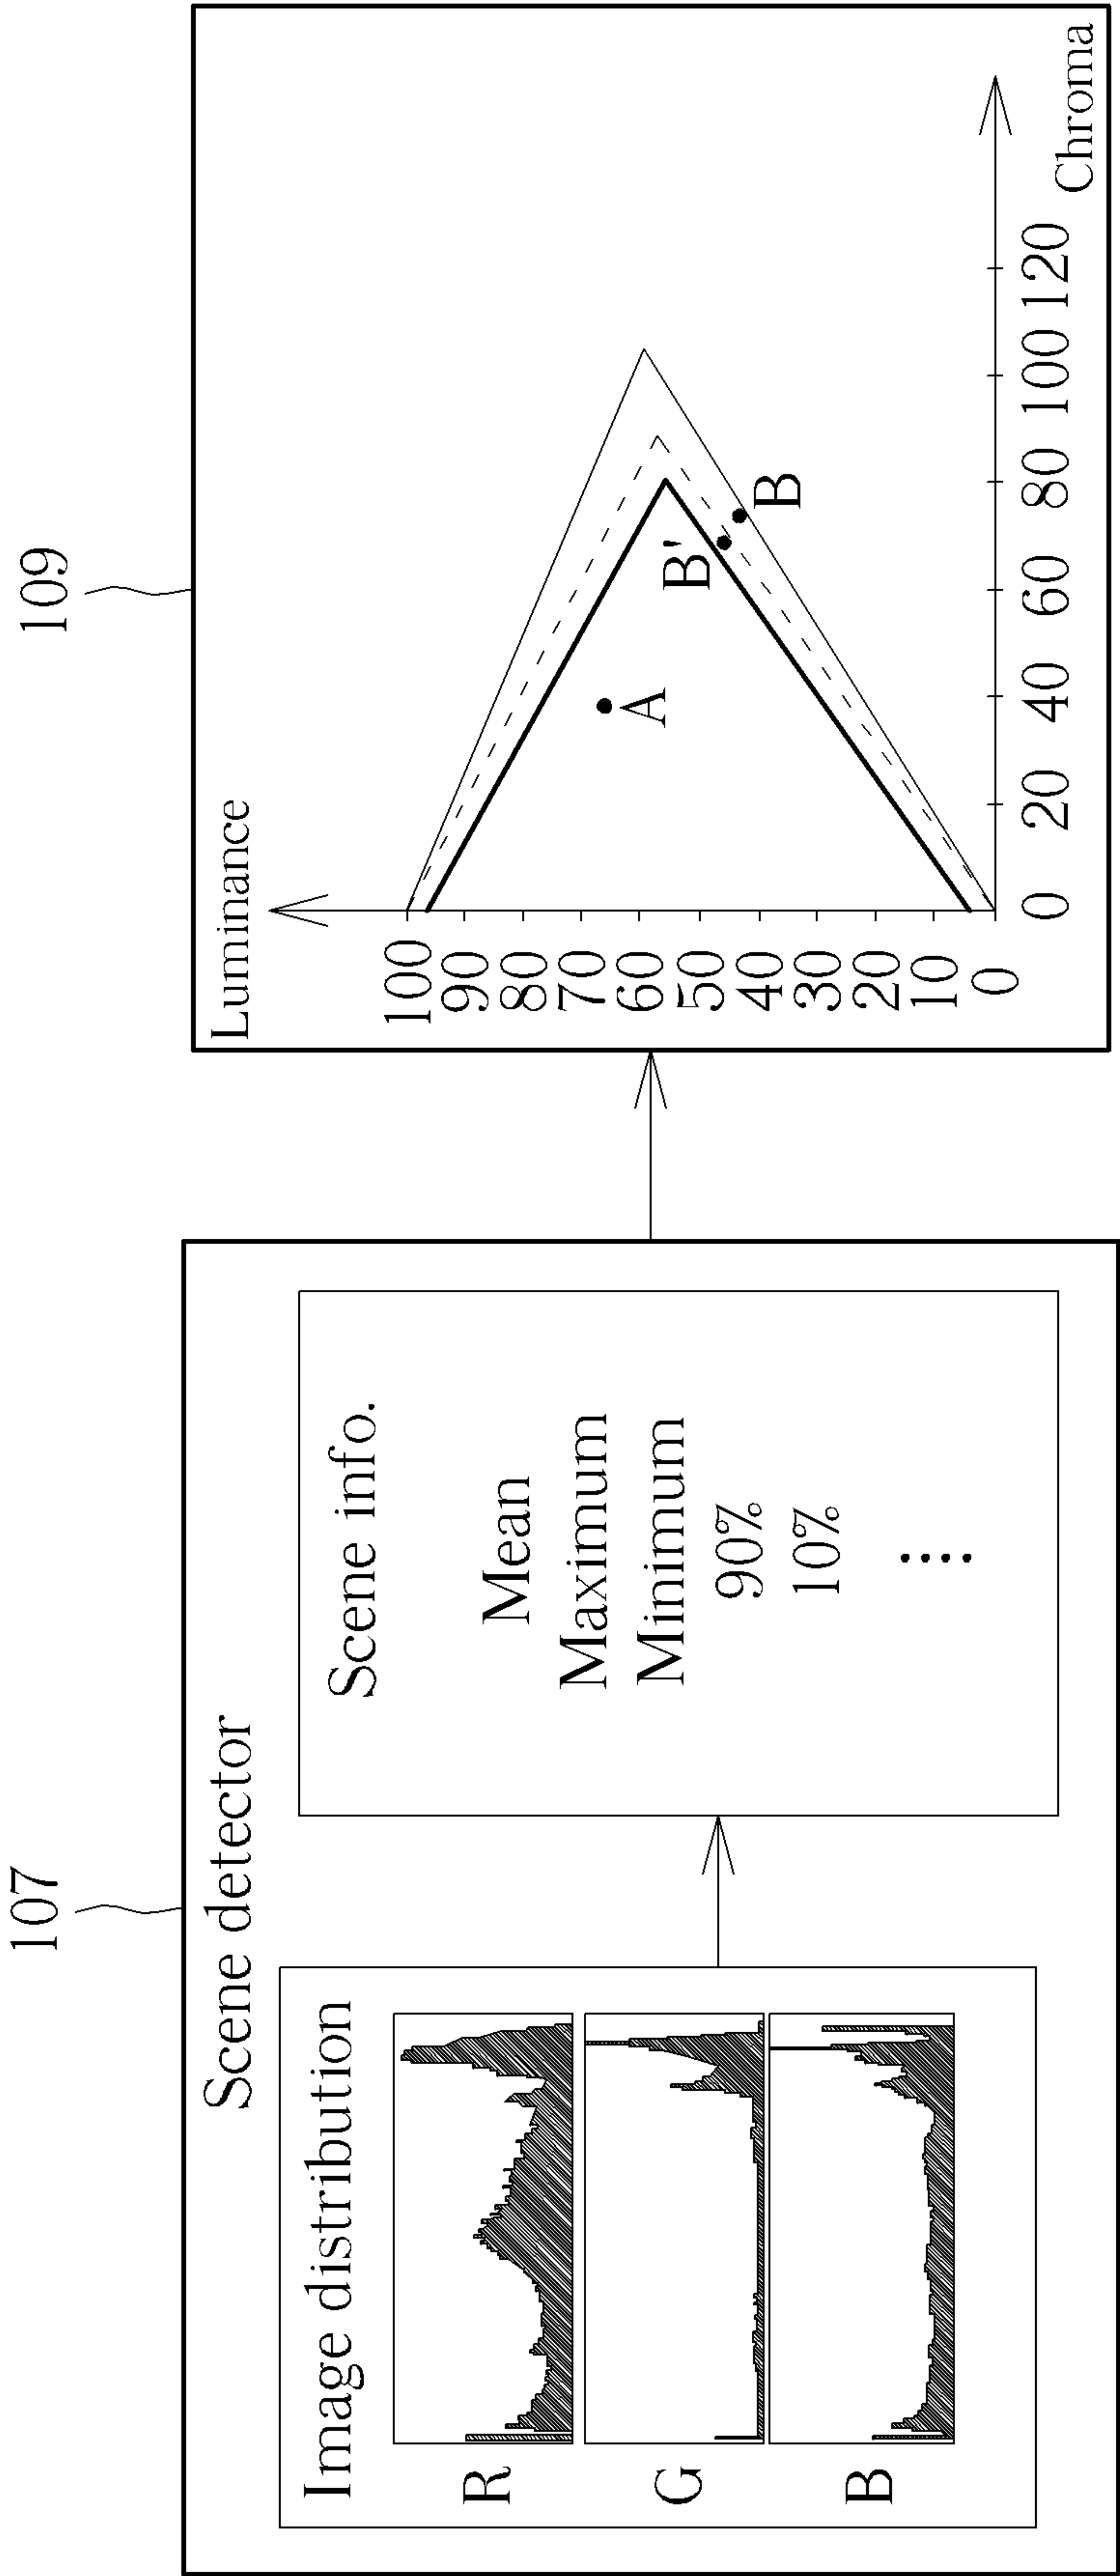 107
Scene detector
Image distribution
R
G
B
Scene info.
Mean
Maximum
Minimum
90%
10%
109
Luminance
100
90
80
70
60
50
40
30
20
10
0
A
B'
B
0 20 40 60 80 100 120
Chroma